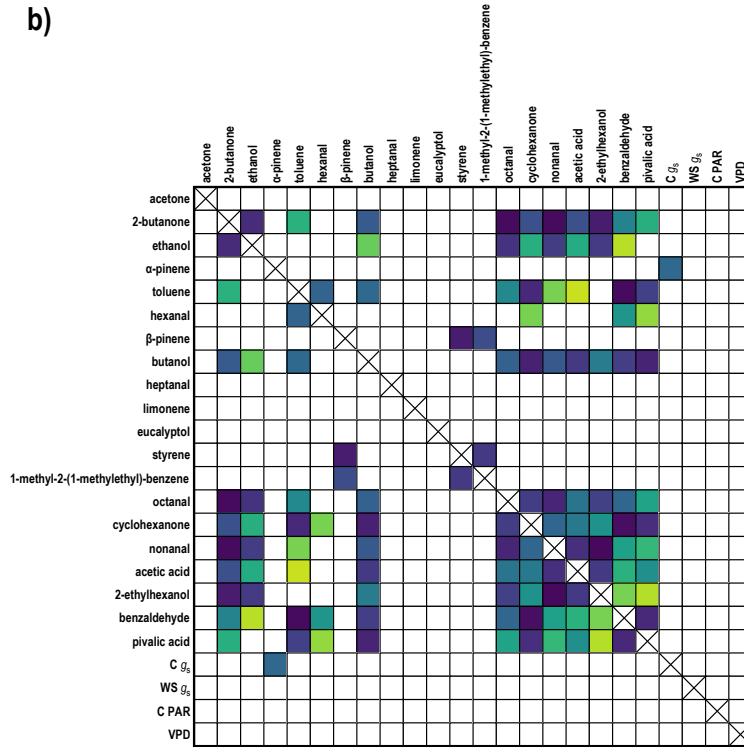 b)
acetone
2-butanone
ethanol
α-pinene
toluene
hexanal
β-pinene
butanol
heptanal
limonene
eucalyptol
styrene
1-methyl-2-(1-methylethyl)-benzene
octanal
cyclohexanone
nonanal
acetic acid
2-ethylhexanol
benzaldehyde
pivalic acid
C gs
WS gs
C PAR
VPD
acetone
2-butanone
ethanol
α-pinene
toluene
hexanal
β-pinene
butanol
heptanal
limonene
eucalyptol
styrene
1-methyl-2-(1-methylethyl)-benzene
octanal
cyclohexanone
nonanal
acetic acid
2-ethylhexanol
benzaldehyde
pivalic acid
C gs
WS gs
C PAR
VPD